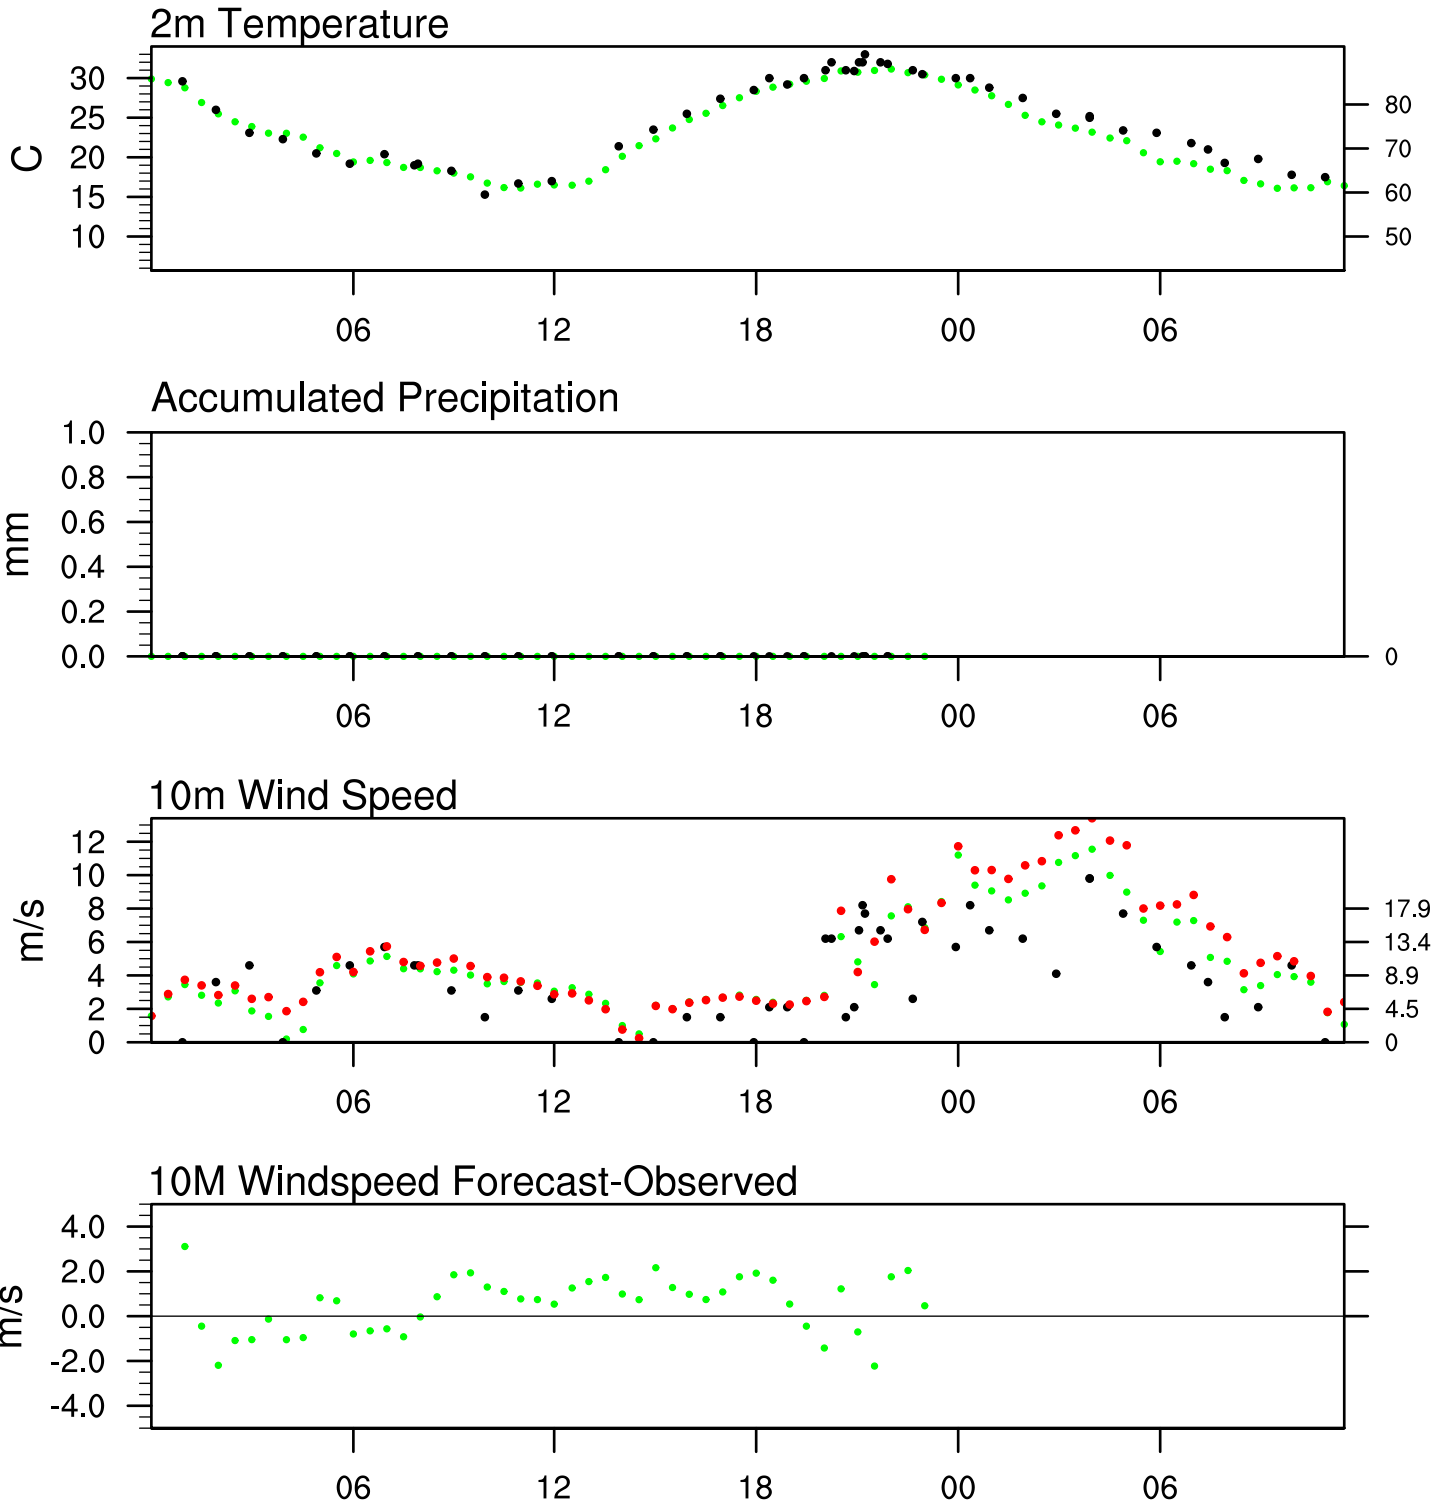 2m Temperature
30
25
20
15
10
C
80
70
60
50
06 12 18 00 06
Accumulated Precipitation
1.0
0.8
0.6
0.4
0.2
0.0
mm
0
06 12 18 00 06
10m Wind Speed
12
10
8
6
4
2
0
m/s
17.9
13.4
8.9
4.5
0
06 12 18 00 06
10M Windspeed Forecast-Observed
4.0
2.0
0.0
-2.0
-4.0
m/s
06 12 18 00 06